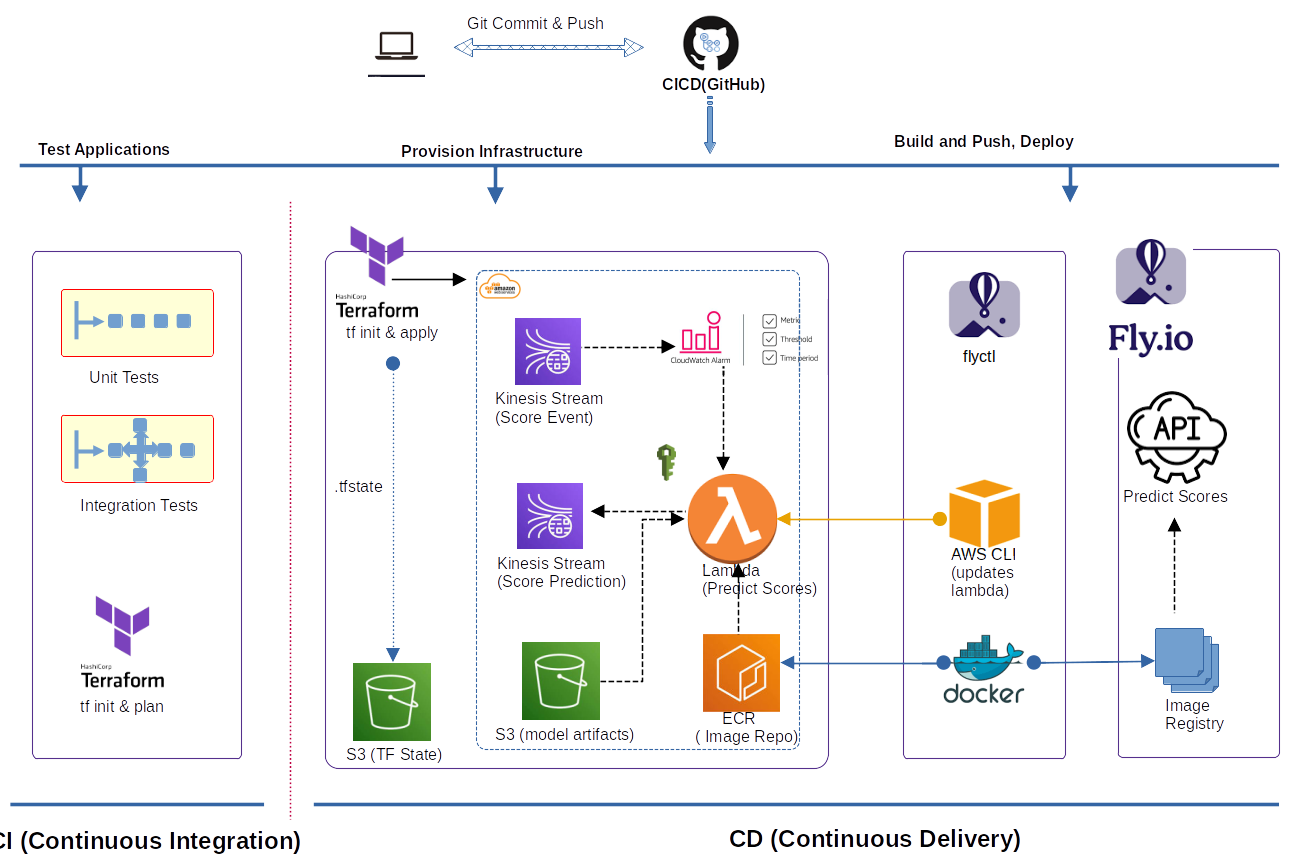 Git Commit & Push
CICD(GitHub)
Test Applications
Provision Infrastructure
Build and Push, Deploy
Unit Tests
Integration Tests
HashiCorp
Terraform
tf init & plan
HashiCorp
Terraform
tf init & apply
.tfstate
S3 (TF State)
amazon
Kinesis Stream
(Score Event)
CloudWatch Alarm
Metric
Threshold
Time period
Kinesis Stream
(Score Prediction)
Lambda
(Predict Scores)
S3 (model artifacts)
ECR
( Image Repo)
flyctl
AWS CLI
(updates
lambda)
docker
Fly.io
API
Predict Scores
Image
Registry
CI (Continuous Integration)
CD (Continuous Delivery)